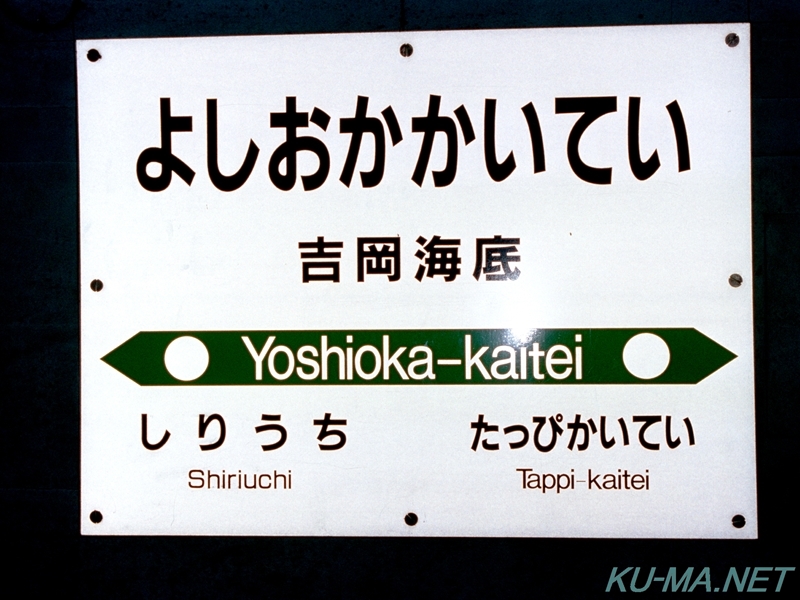 よしおかかいてい
吉岡海底
Yoshioka-kaitei
しりうち たっぴかいてい
Shiriuchi Tappi-kaitei
KU-MA.NET